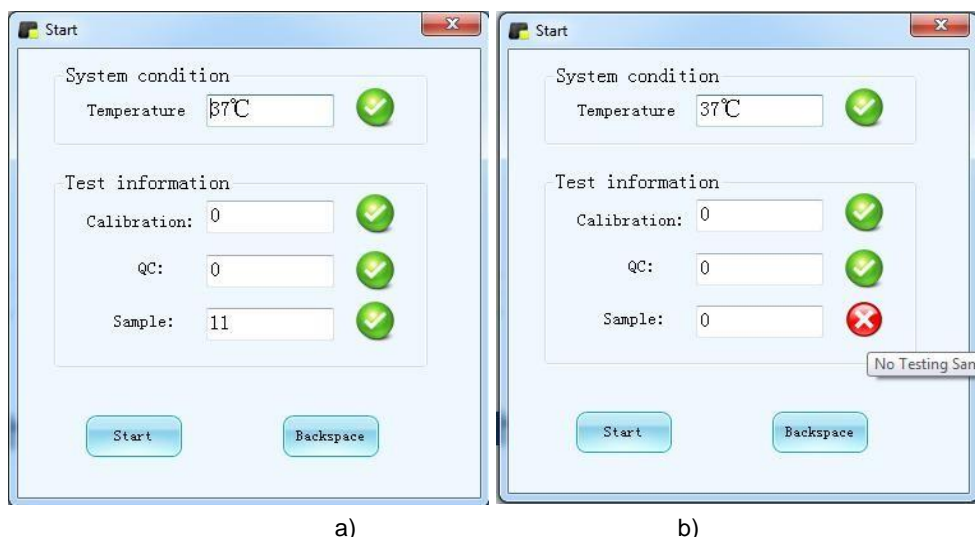 Start
X
System condition
Temperature 37℃
Test information
Calibration: 0
QC: 0
Sample: 11
Start Backspace
a)
Start
X
System condition
Temperature 37℃
Test information
Calibration: 0
QC: 0
Sample: 0
No Testing Sam
Start Backspace
b)